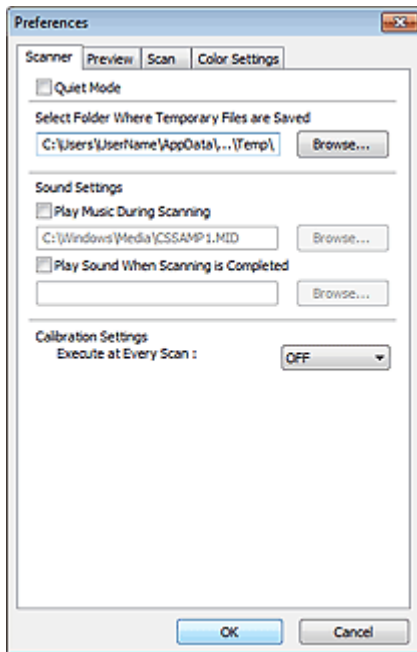 Preferences
Scanner Preview Scan Color Settings
Quiet Mode
Select Folder Where Temporary Files are Saved
C:\Users\UserName\AppData\...\Temp\ Browse...
Sound Settings
Play Music During Scanning
C:\Windows\Media\CSSAMP1.MID Browse...
Play Sound When Scanning is Completed
Browse...
Calibration Settings
Execute at Every Scan : OFF
OK Cancel